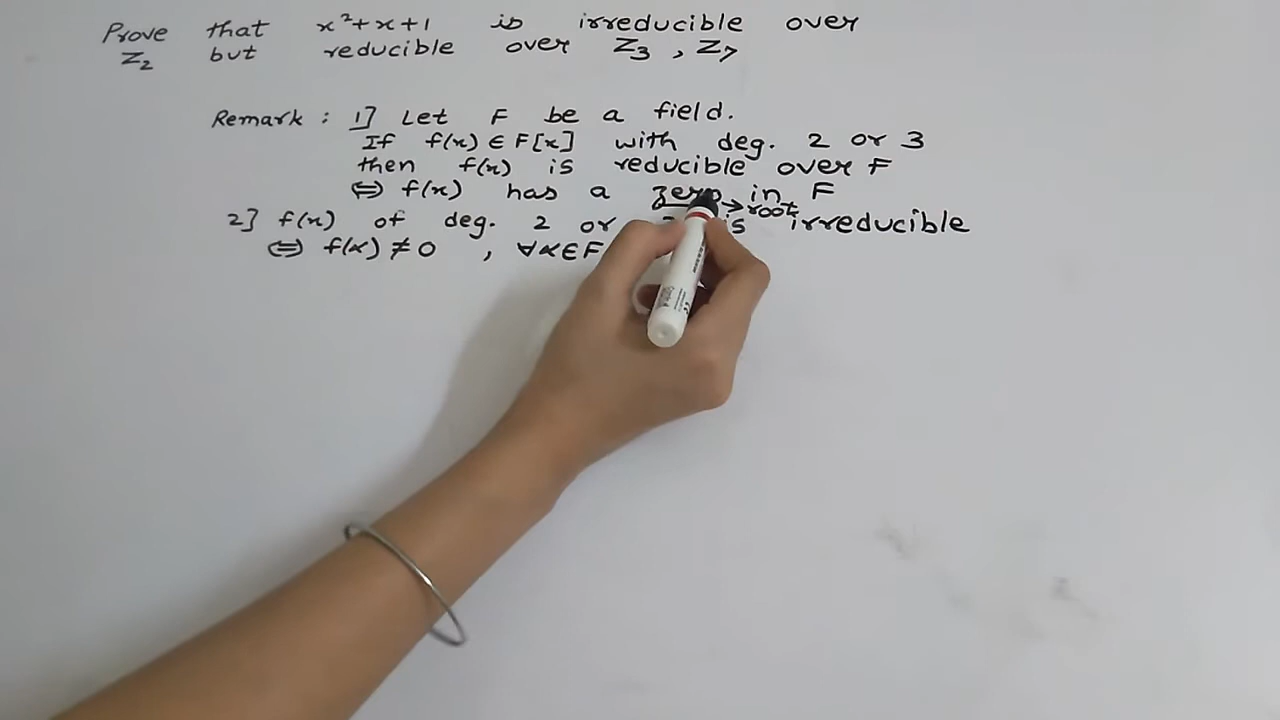 Prove that x²+x+1 is irreducible over
Z₂ but reducible over Z₃ , Z₇
Remark : 1] Let F be a field.
If f(x) ∈ F[x] with deg. 2 or 3
then f(x) is reducible over F
⇔ f(x) has a zero in F
→ root
2] f(x) of deg. 2 or is irreducible
⇔ f(α) ≠ 0 , ∀α∈F